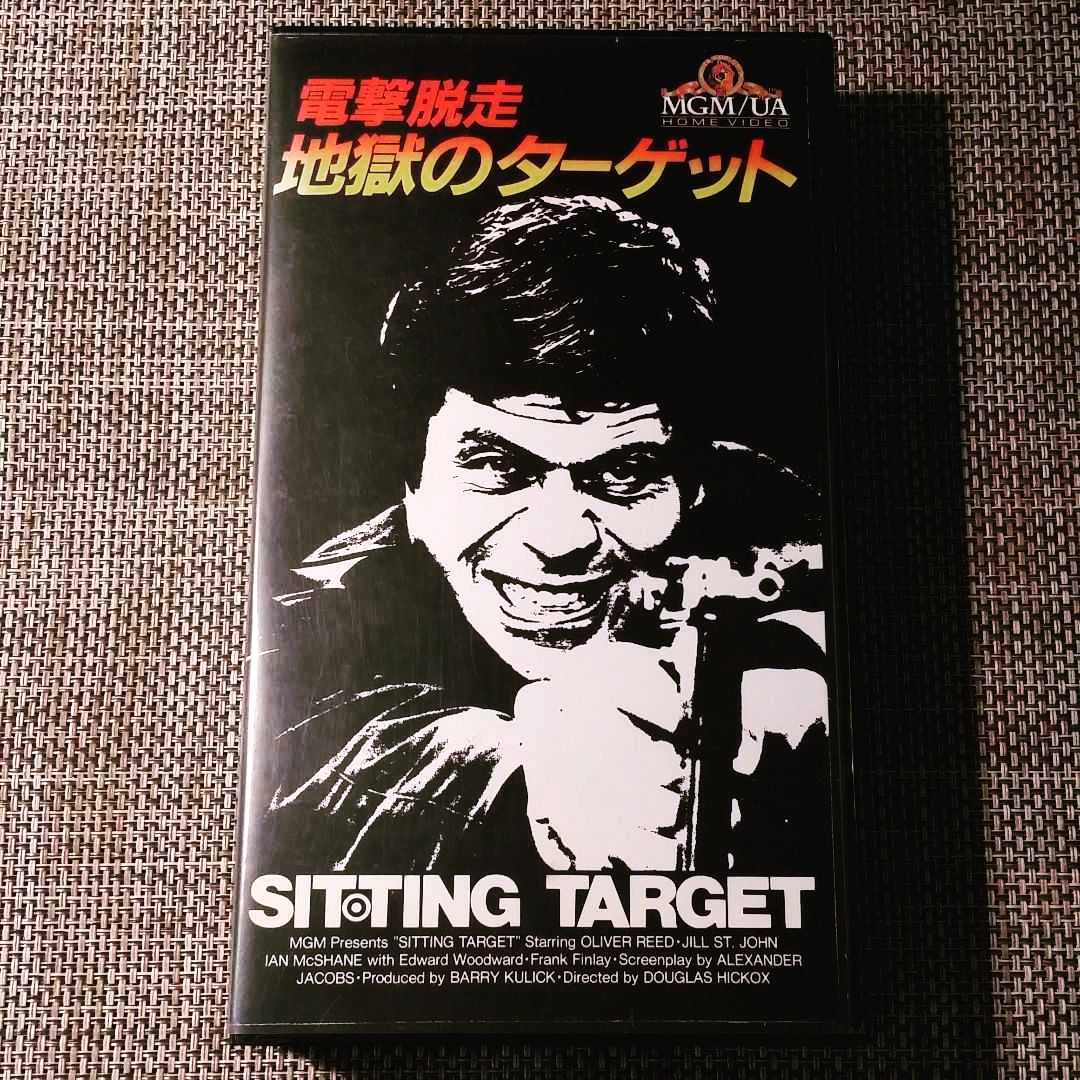 電撃脱走
地獄のターゲット
MGM/UA
HOME VIDEO
SITTING TARGET
MGM Presents "SITTING TARGET" Starring OLIVER REED・JILL ST. JOHN
IAN McSHANE with Edward Woodward・Frank Finlay・Screenplay by ALEXANDER
JACOBS・Produced by BARRY KULICK・Directed by DOUGLAS HICKOX